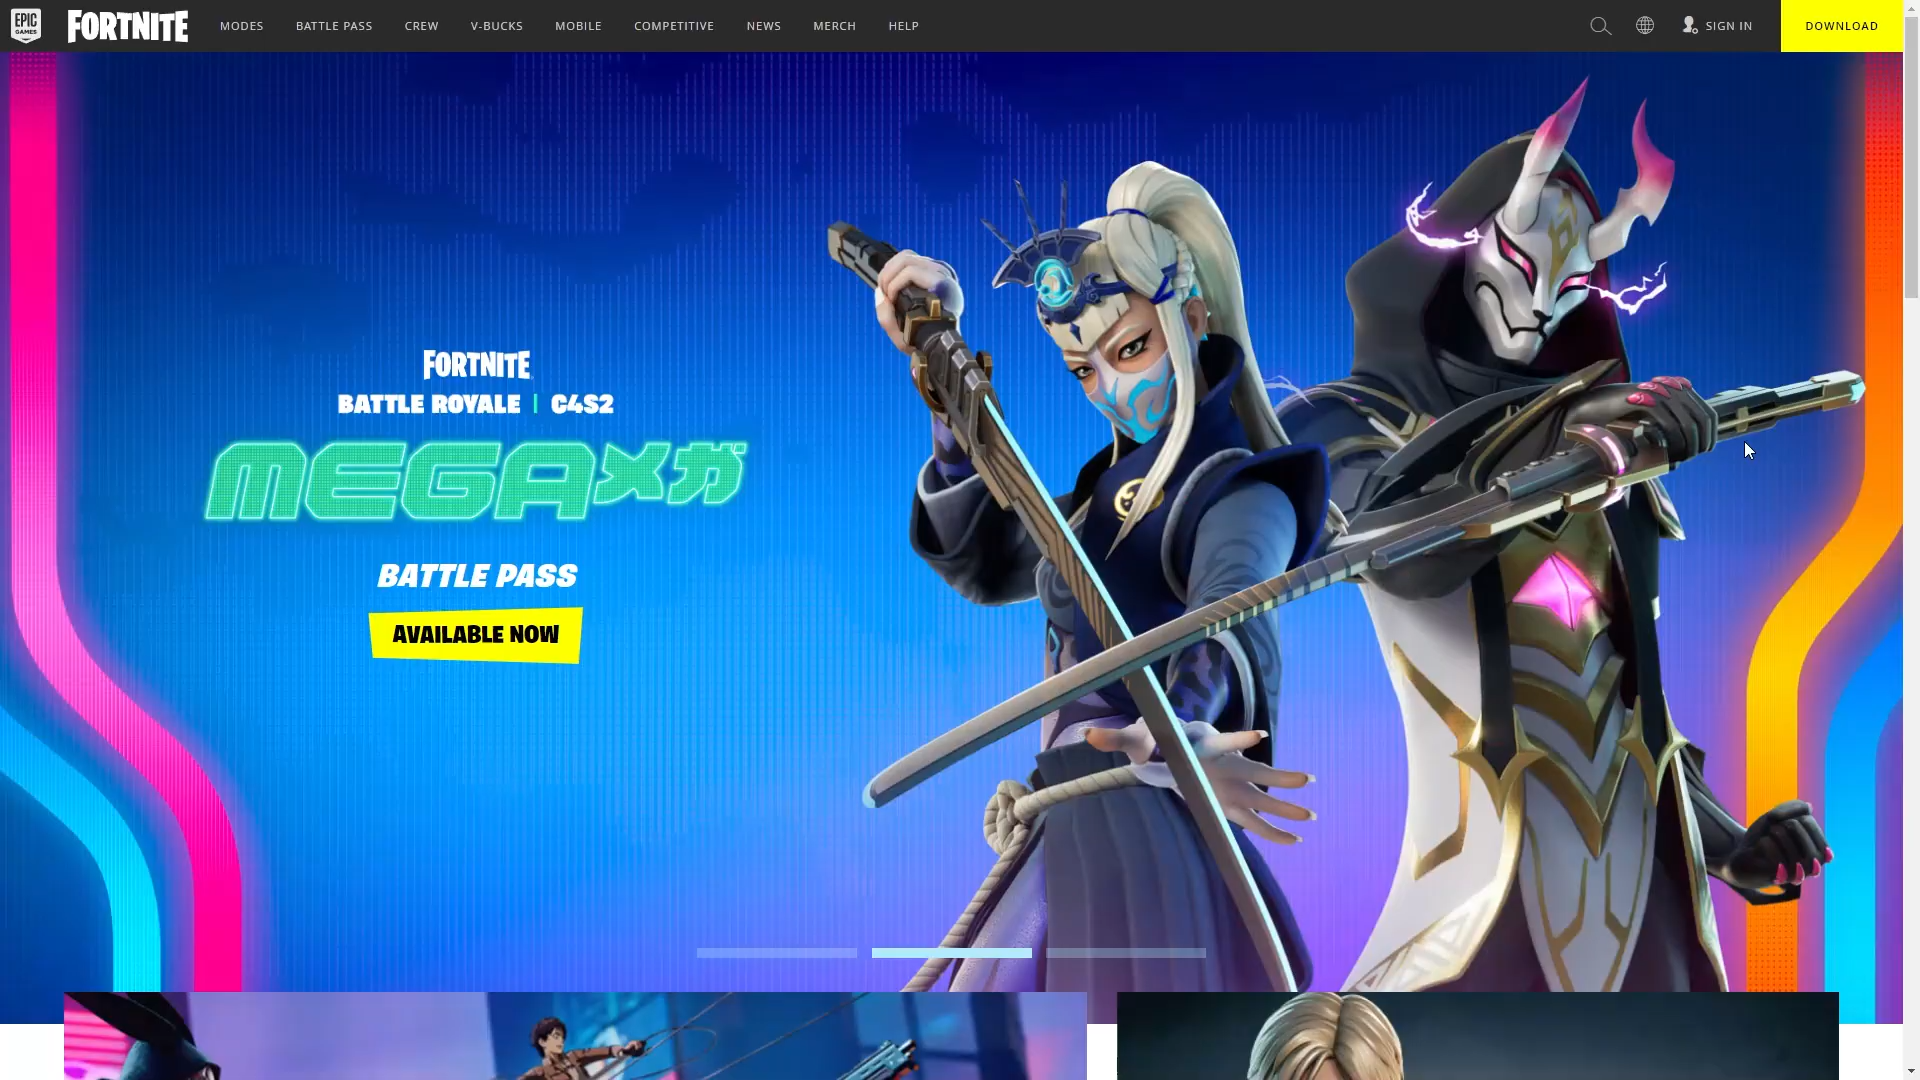 EPIC GAMES
FORTNITE
MODES
BATTLE PASS
CREW
V-BUCKS
MOBILE
COMPETITIVE
NEWS
MERCH
HELP
SIGN IN
DOWNLOAD
FORTNITE
BATTLE ROYALE | C4S2
MEGAメガ
BATTLE PASS
AVAILABLE NOW